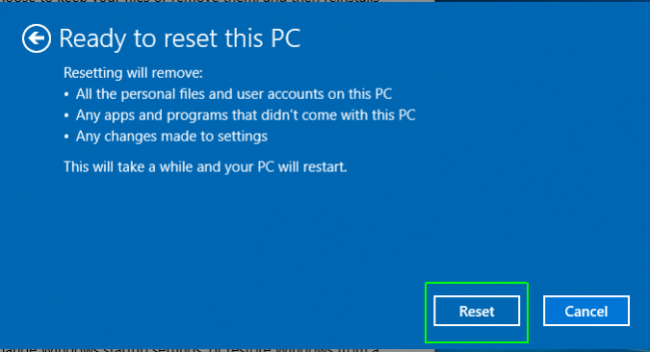 Ready to reset this PC
Resetting will remove:
• All the personal files and user accounts on this PC
• Any apps and programs that didn't come with this PC
• Any changes made to settings
This will take a while and your PC will restart.
Reset
Cancel